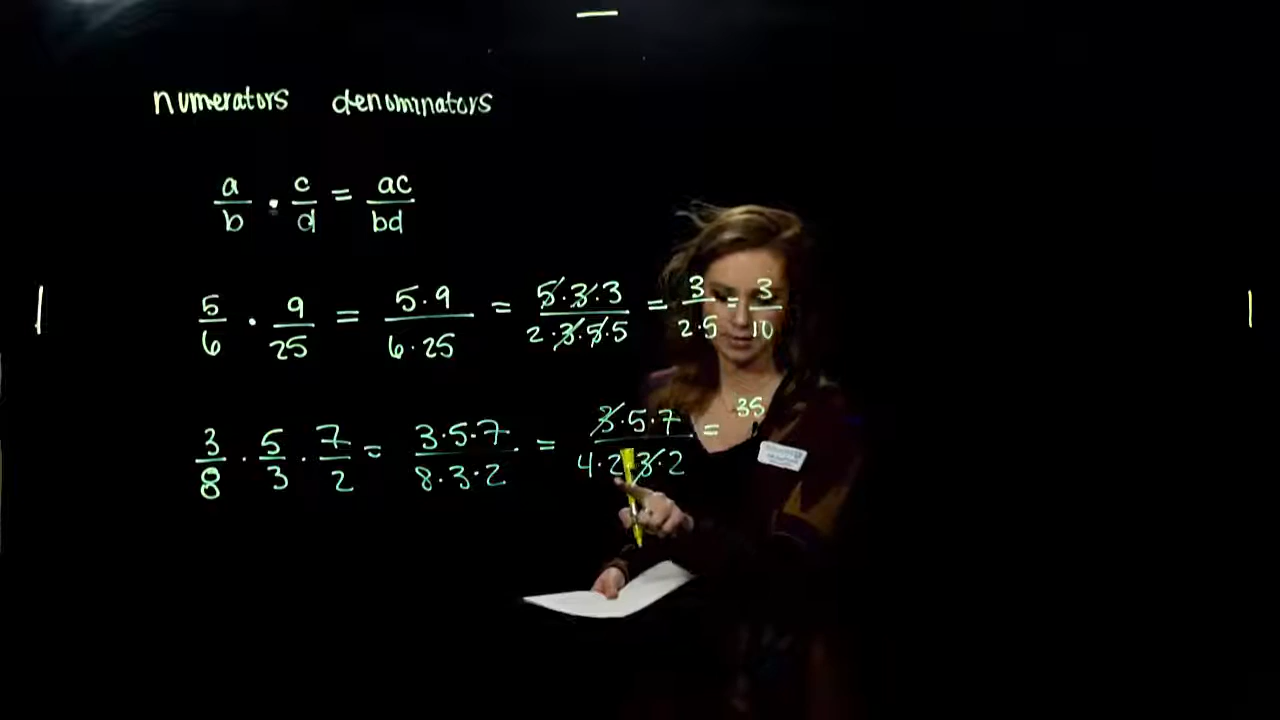 numerators denominators
a/b · c/d = ac/bd
5/6 · 9/25 = 5·9/6·25 = 5·3·3/2·3·5·5 = 3/2·5 = 3/10
3/8 · 5/3 · 7/2 = 3·5·7/8·3·2 = 3·5·7/4·2·3·2 = 35